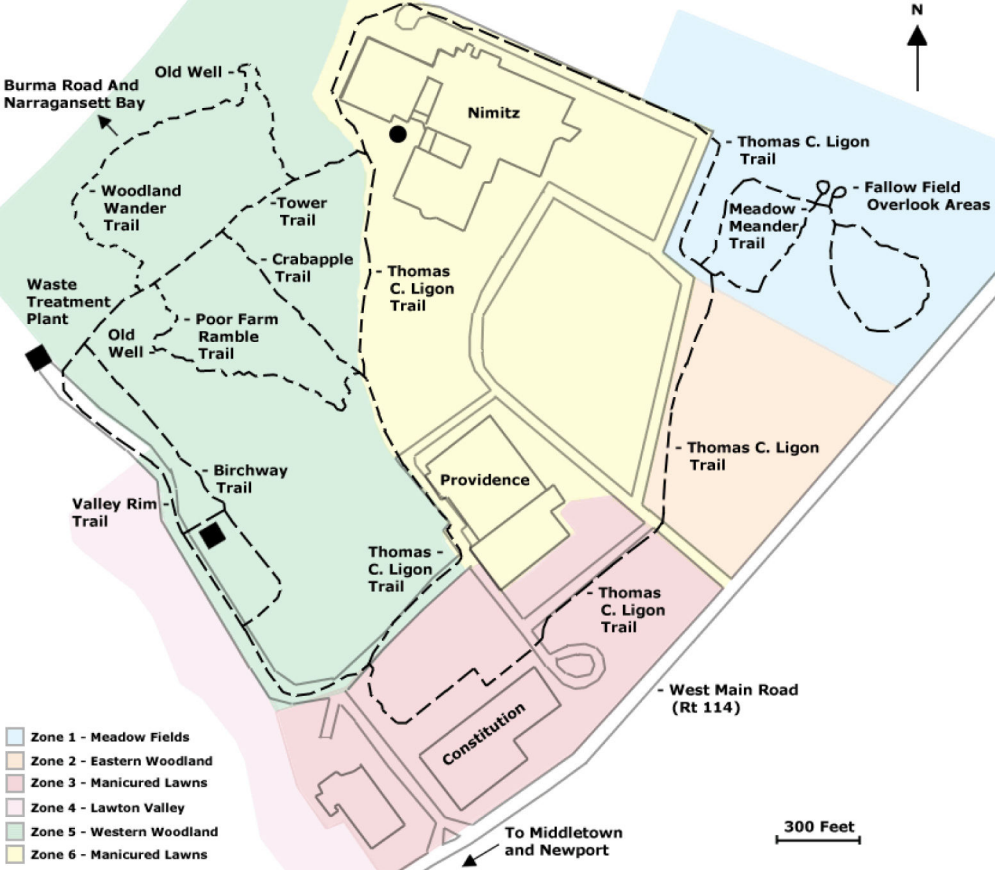 N
Old Well -
Burma Road And
Narragansett Bay
Nimitz
- Thomas C. Ligon
Trail
- Woodland
Wander
Trail
-Tower
Trail
Meadow -
Meander
Trail
- Fallow Field
Overlook Areas
- Crabapple
Trail
- Thomas
C. Ligon
Trail
Waste
Treatment
Plant
- Poor Farm
Ramble
Trail
Old
Well -
- Thomas C. Ligon
Trail
- Birchway
Trail
Providence
Valley Rim -
Trail
Thomas -
C. Ligon
Trail
- Thomas
C. Ligon
Trail
- West Main Road
(Rt 114)
Constitution
Zone 1 - Meadow Fields
Zone 2 - Eastern Woodland
Zone 3 - Manicured Lawns
Zone 4 - Lawton Valley
Zone 5 - Western Woodland
Zone 6 - Manicured Lawns
To Middletown
and Newport
300 Feet